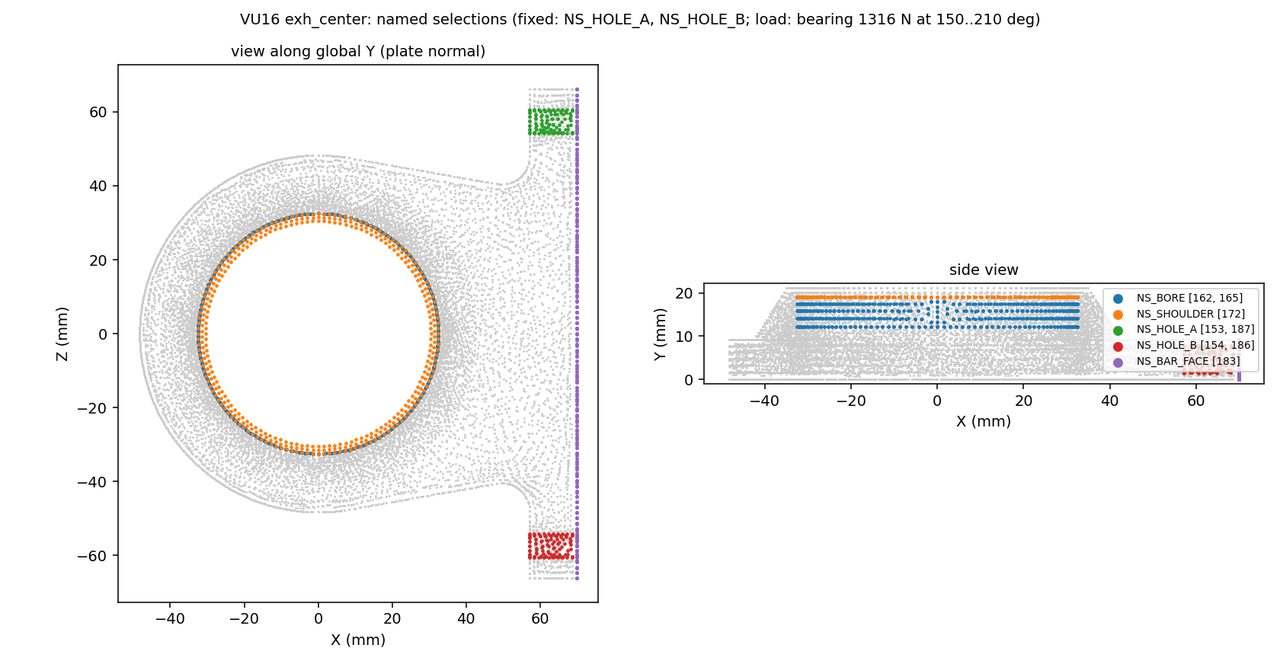 VU16 exh_center: named selections (fixed: NS_HOLE_A, NS_HOLE_B; load: bearing 1316 N at 150..210 deg)
view along global Y (plate normal)
60
40
20
0
−20
−40
−60
Z (mm)
−40
−20
0
20
40
60
X (mm)
side view
20
10
0
Y (mm)
NS_BORE [162, 165]
NS_SHOULDER [172]
NS_HOLE_A [153, 187]
NS_HOLE_B [154, 186]
NS_BAR_FACE [183]
−40
−20
0
20
40
60
X (mm)